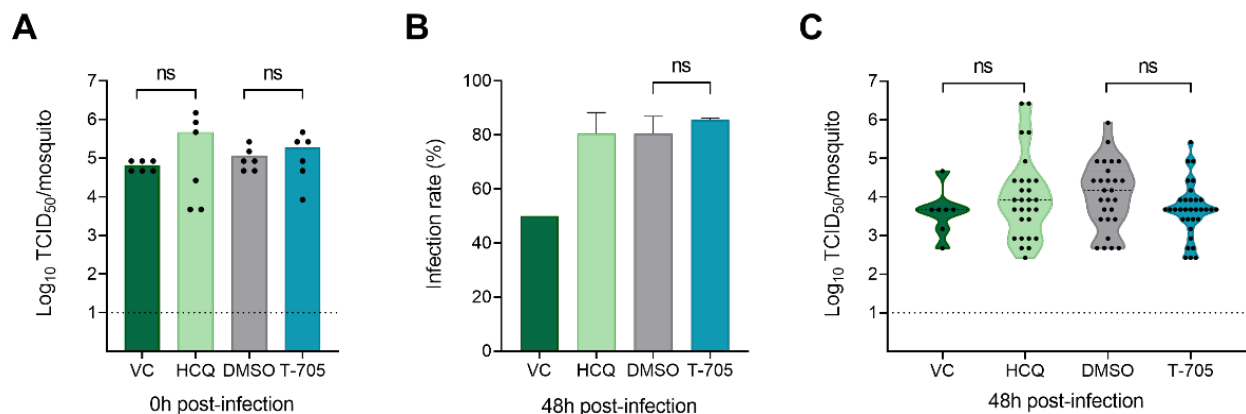 A
Log₁₀ TCID₅₀/mosquito
7
6
5
4
3
2
1
ns
ns
VC HCQ DMSO T-705
0h post-infection
B
Infection rate (%)
100
80
60
40
20
0
ns
VC HCQ DMSO T-705
48h post-infection
C
Log₁₀ TCID₅₀/mosquito
7
6
5
4
3
2
1
ns
ns
VC HCQ DMSO T-705
48h post-infection